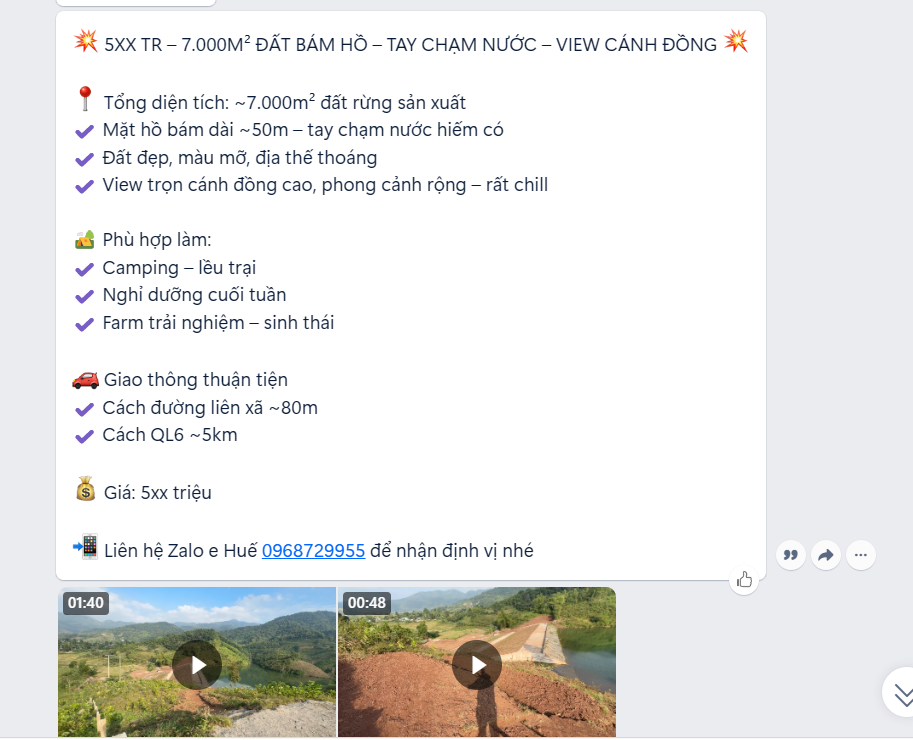 💥 5XX TR – 7.000M² ĐẤT BÁM HỒ – TAY CHẠM NƯỚC – VIEW CÁNH ĐỒNG 💥
📍 Tổng diện tích: ~7.000m² đất rừng sản xuất
✔ Mặt hồ bám dài ~50m – tay chạm nước hiếm có
✔ Đất đẹp, màu mỡ, địa thế thoáng
✔ View trọn cánh đồng cao, phong cảnh rộng – rất chill
🏕 Phù hợp làm:
✔ Camping – lều trại
✔ Nghỉ dưỡng cuối tuần
✔ Farm trải nghiệm – sinh thái
🚗 Giao thông thuận tiện
✔ Cách đường liên xã ~80m
✔ Cách QL6 ~5km
💰 Giá: 5xx triệu
📲 Liên hệ Zalo e Huế 0968729955 để nhận định vị nhé
01:40
00:48